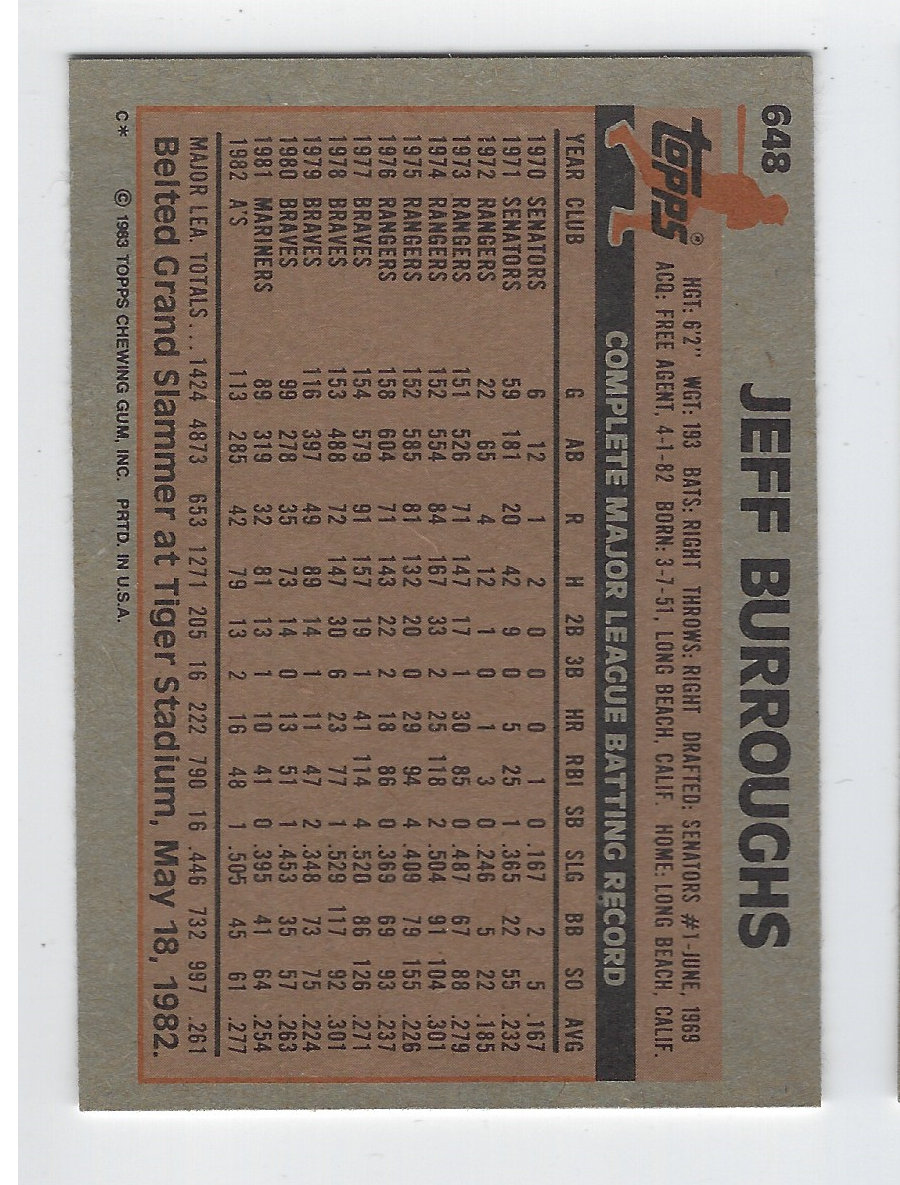 648
JEFF BURROUGHS
Topps®
HGT: 6'2" WGT: 193 BATS: RIGHT THROWS: RIGHT DRAFTED: SENATORS #1-JUNE, 1969
ACQ: FREE AGENT, 4-1-82 BORN: 3-7-51, LONG BEACH, CALIF. HOME: LONG BEACH, CALIF.
COMPLETE MAJOR LEAGUE BATTING RECORD
YEAR CLUB G AB R H 2B 3B HR RBI SB SLG BB SO AVG
1970 SENATORS 6 12 1 2 0 0 0 1 0 .167 2 5 .167
1971 SENATORS 59 181 20 42 9 0 5 25 1 .365 22 55 .232
1972 RANGERS 22 65 4 12 1 0 1 3 0 .246 5 22 .185
1973 RANGERS 151 526 71 147 17 1 30 85 0 .487 67 88 .279
1974 RANGERS 152 554 84 167 33 2 25 118 2 .504 91 104 .301
1975 RANGERS 152 585 81 132 20 0 29 94 4 .409 79 155 .226
1976 RANGERS 158 604 71 143 22 2 18 86 0 .369 69 93 .237
1977 BRAVES 154 579 91 157 19 1 41 114 4 .520 86 126 .271
1978 BRAVES 153 488 72 147 30 6 23 77 1 .529 117 92 .301
1979 BRAVES 116 397 49 89 14 1 11 47 2 .348 73 75 .224
1980 BRAVES 99 278 35 73 14 0 13 51 1 .453 35 57 .263
1981 MARINERS 89 319 32 81 13 1 10 41 0 .395 41 64 .254
1982 A'S 113 285 42 79 13 2 16 48 1 .505 45 61 .277
MAJOR LEA. TOTALS... 1424 4873 653 1271 205 16 222 790 16 .446 732 997 .261
Belted Grand Slammer at Tiger Stadium, May 18, 1982.
C* © 1983 TOPPS CHEWING GUM, INC. PRTD. IN U.S.A.